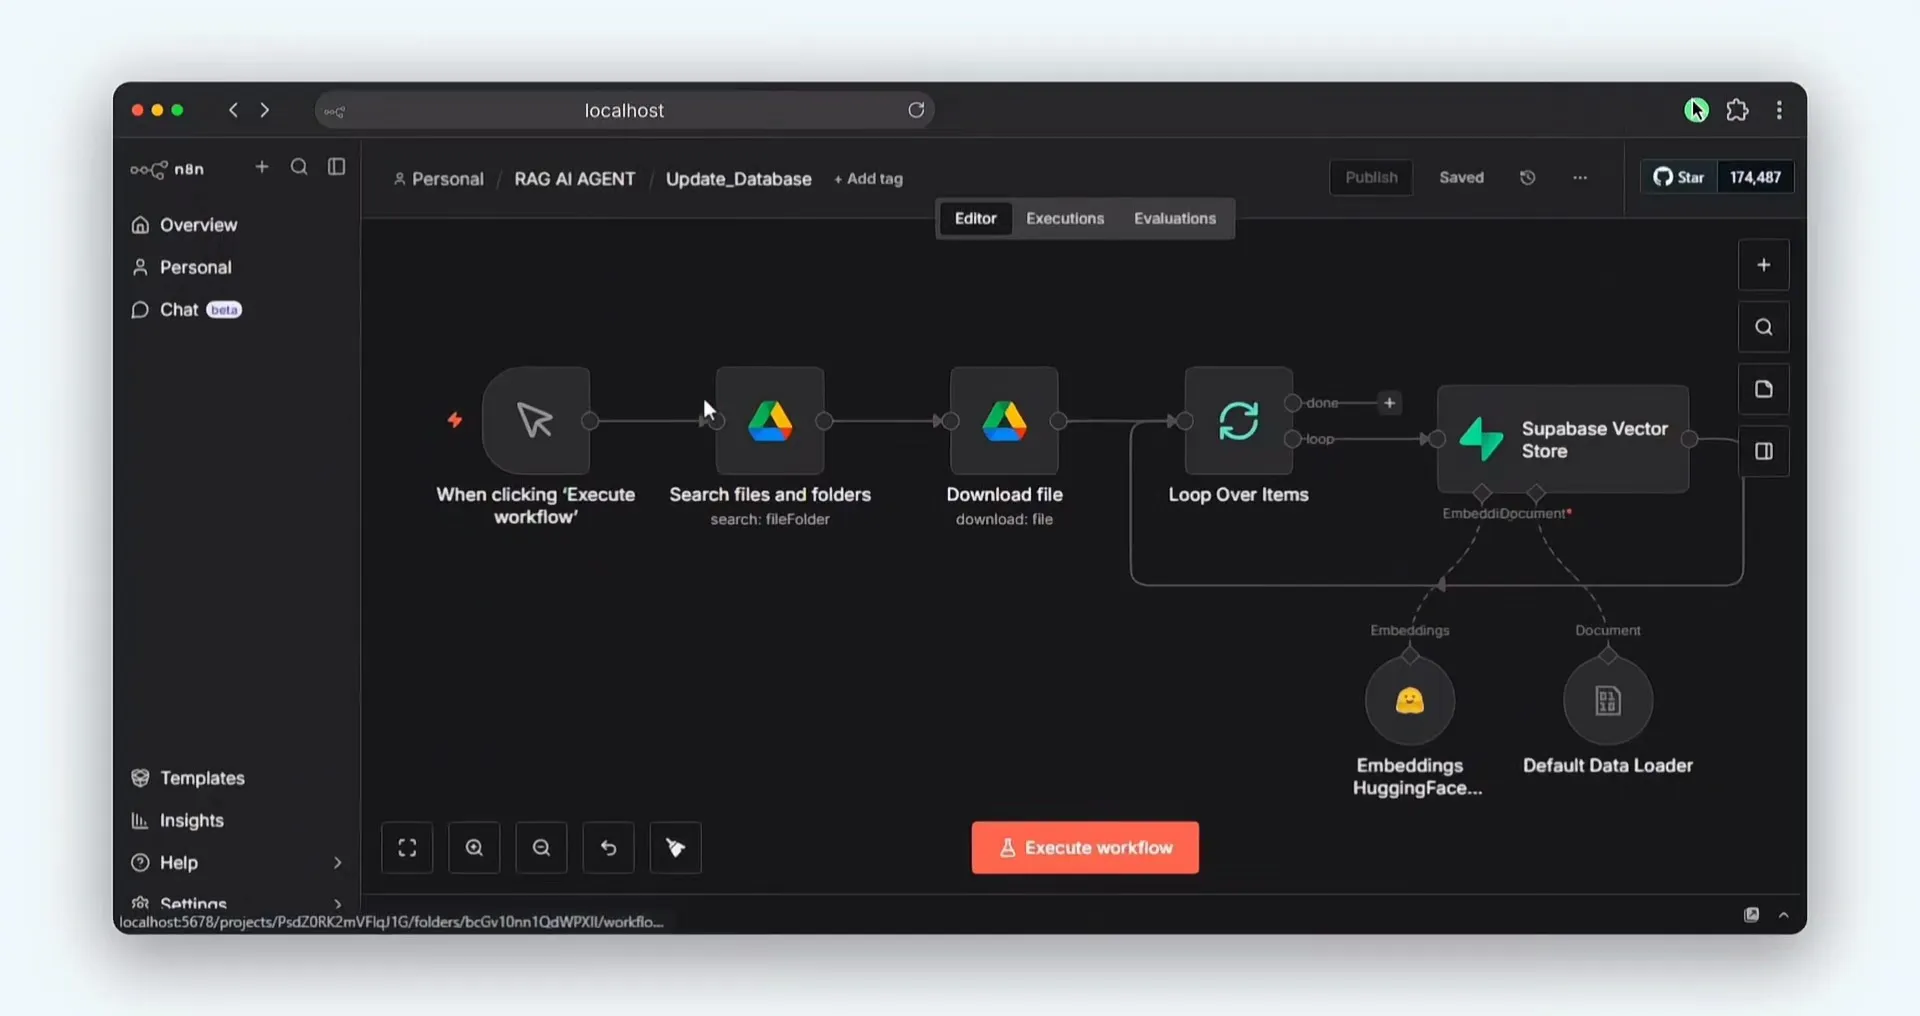 localhost
n8n
Personal / RAG AI AGENT / Update_Database + Add tag
Publish
Saved
Star 174,487
Editor Executions Evaluations
Overview
Personal
Chat beta
done
loop
Supabase Vector
Store
When clicking ‘Execute
workflow’
Search files and folders
search: fileFolder
Download file
download: file
Loop Over Items
EmbeddiDocument*
Embeddings
Document
Embeddings
HuggingFace...
Default Data Loader
Templates
Insights
Help
Settings
Execute workflow